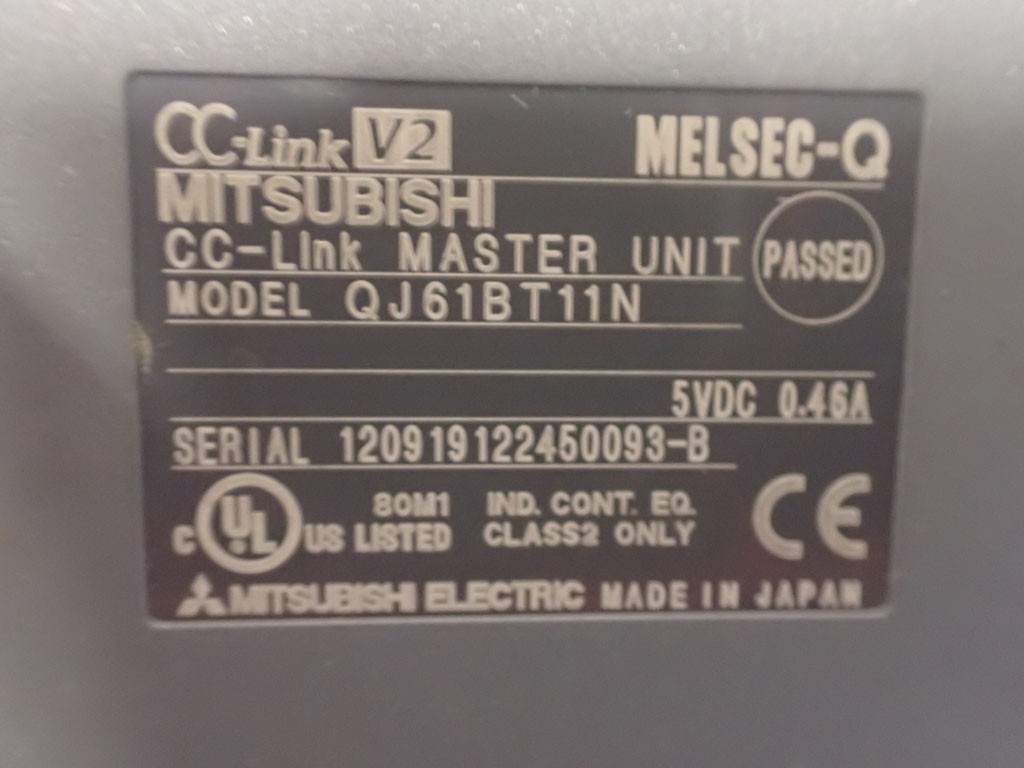 CC-Link V2 MELSEC-Q
MITSUBISHI
CC-Link MASTER UNIT PASSED
MODEL QJ61BT11N
5VDC 0.46A
SERIAL 120919122450093-B
C UL US LISTED 80M1 IND. CONT. EQ. CLASS2 ONLY CE
MITSUBISHI ELECTRIC MADE IN JAPAN